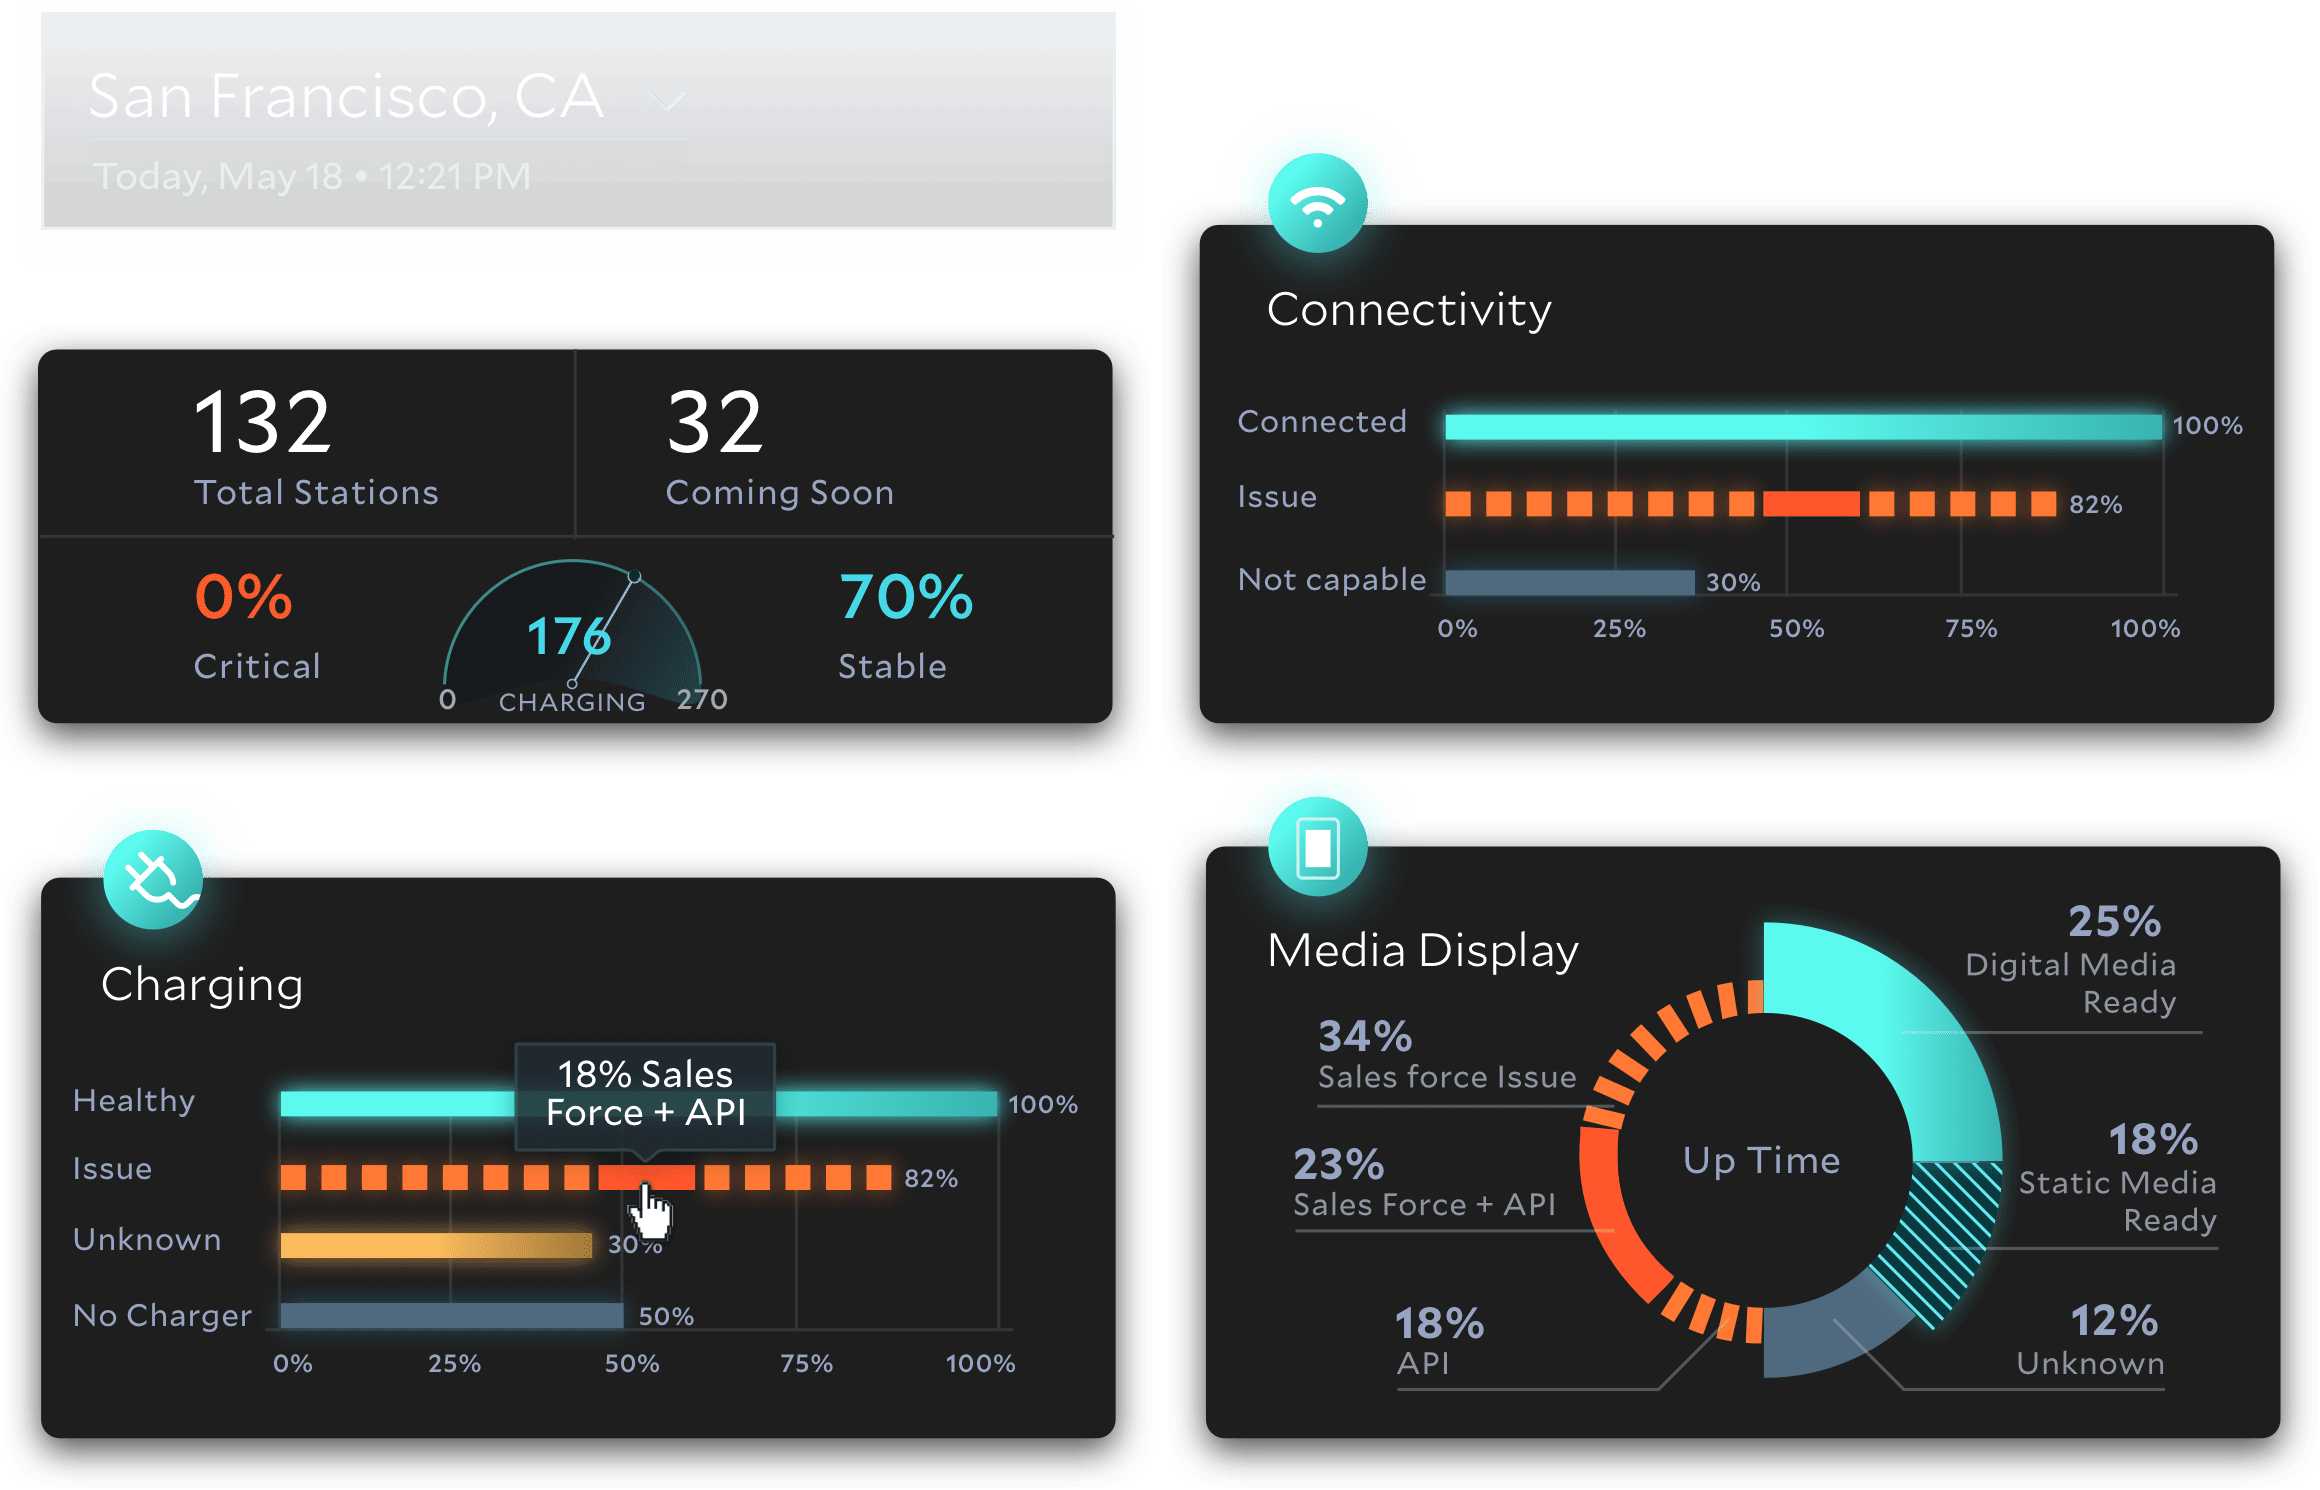 San Francisco, CA
Today, May 18 • 12:21 PM
132
Total Stations
32
Coming Soon
0%
Critical
176
0
CHARGING
270
70%
Stable
Connectivity
Connected
100%
Issue
82%
Not capable
30%
0%
25%
50%
75%
100%
Charging
18% Sales
Force + API
Healthy
100%
Issue
82%
Unknown
30%
No Charger
50%
0%
25%
50%
75%
100%
Media Display
25%
Digital Media
Ready
34%
Sales force Issue
23%
Sales Force + API
Up Time
18%
Static Media
Ready
18%
API
12%
Unknown